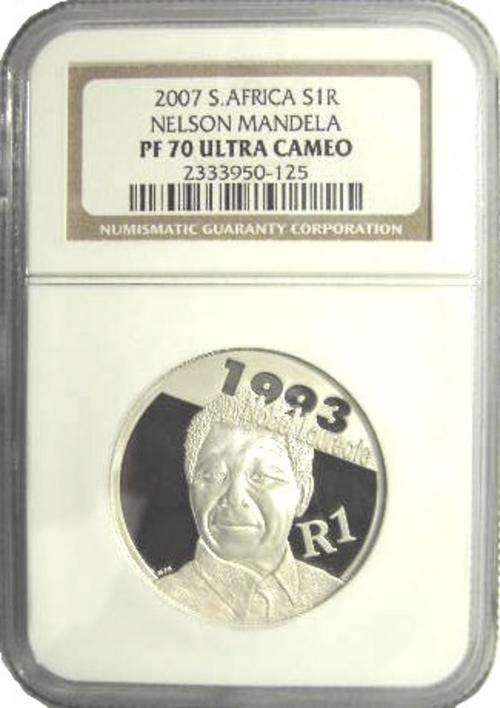 2007 S.AFRICA S1R
NELSON MANDELA
PF 70 ULTRA CAMEO
2333950-125
NUMISMATIC GUARANTY CORPORATION
1993
R1